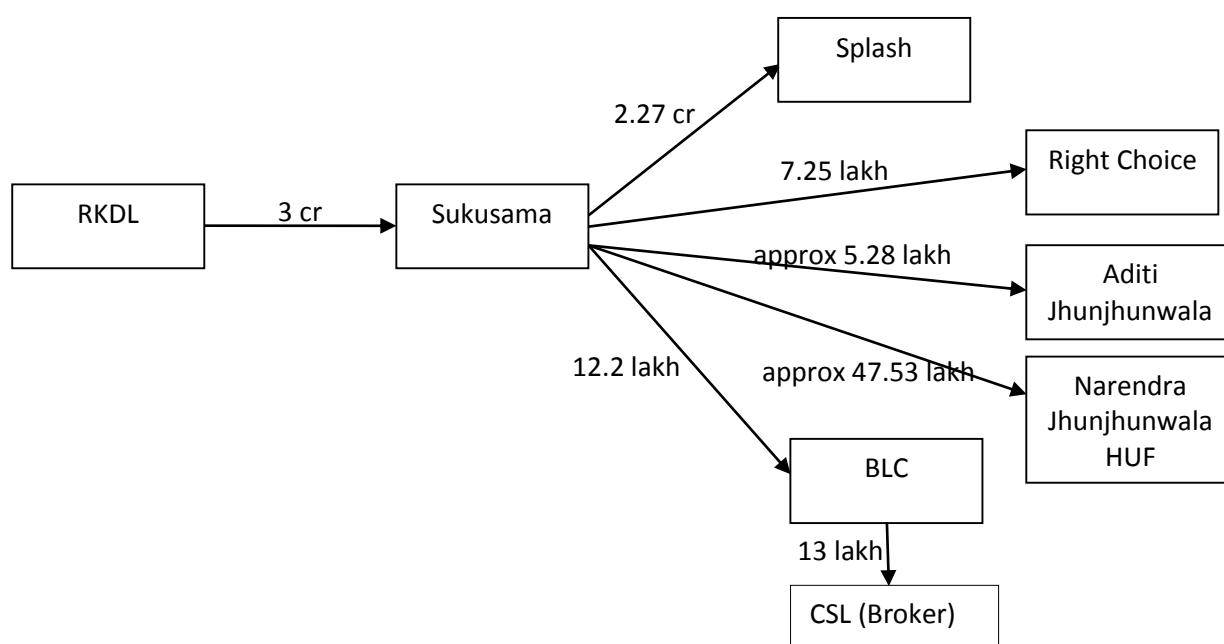 Splash
2.27 cr
Right Choice
7.25 lakh
RKDL
3 cr
Sukusama
approx 5.28 lakh
Aditi
Jhunjhunwala
12.2 lakh
approx 47.53 lakh
Narendra
Jhunjhunwala
HUF
BLC
13 lakh
CSL (Broker)